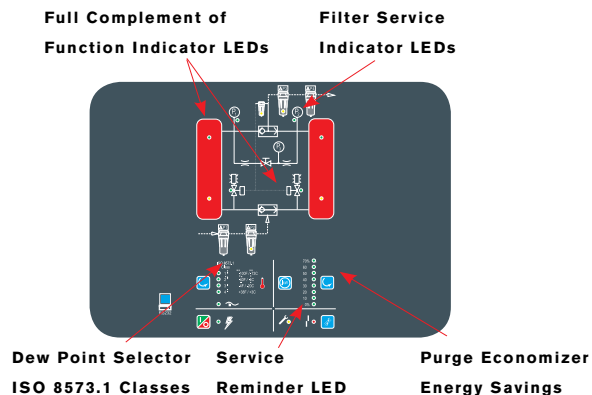 Full Complement of
Function Indicator LEDs
Filter Service
Indicator LEDs
Dew Point Selector
ISO 8573.1 Classes
Service
Reminder LED
Purge Economizer
Energy Savings